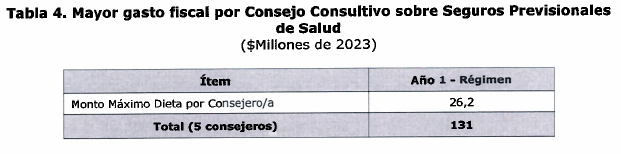 Tabla 4. Mayor gasto fiscal por Consejo Consultivo sobre Seguros Previsionales
de Salud
($Millones de 2023)
Ítem Año 1 - Régimen
Monto Máximo Dieta por Consejero/a 26,2
Total (5 consejeros) 131